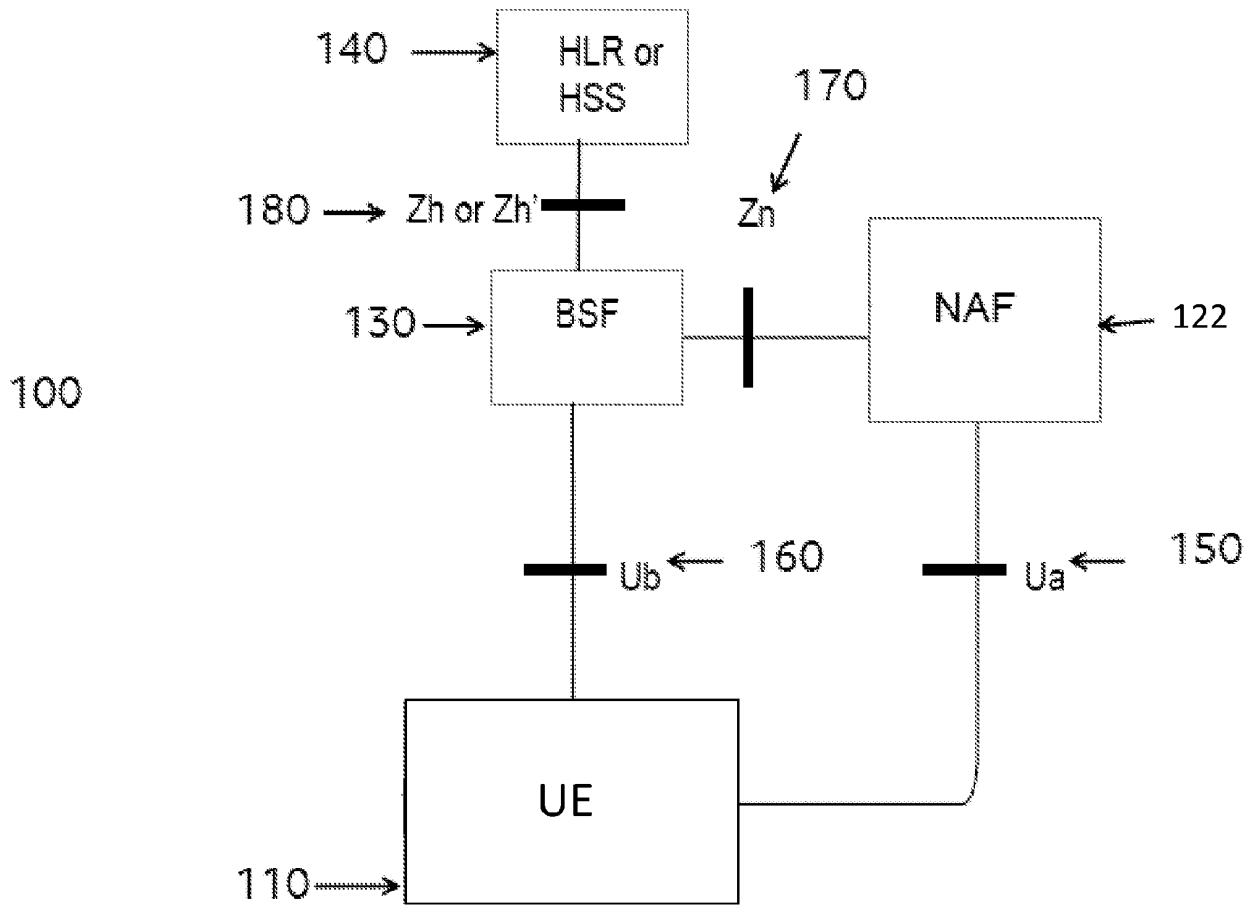 140
HLR or
HSS
170
180
Zh or Zh'
Zn
130
BSF
NAF
122
100
Ub
160
Ua
150
UE
110